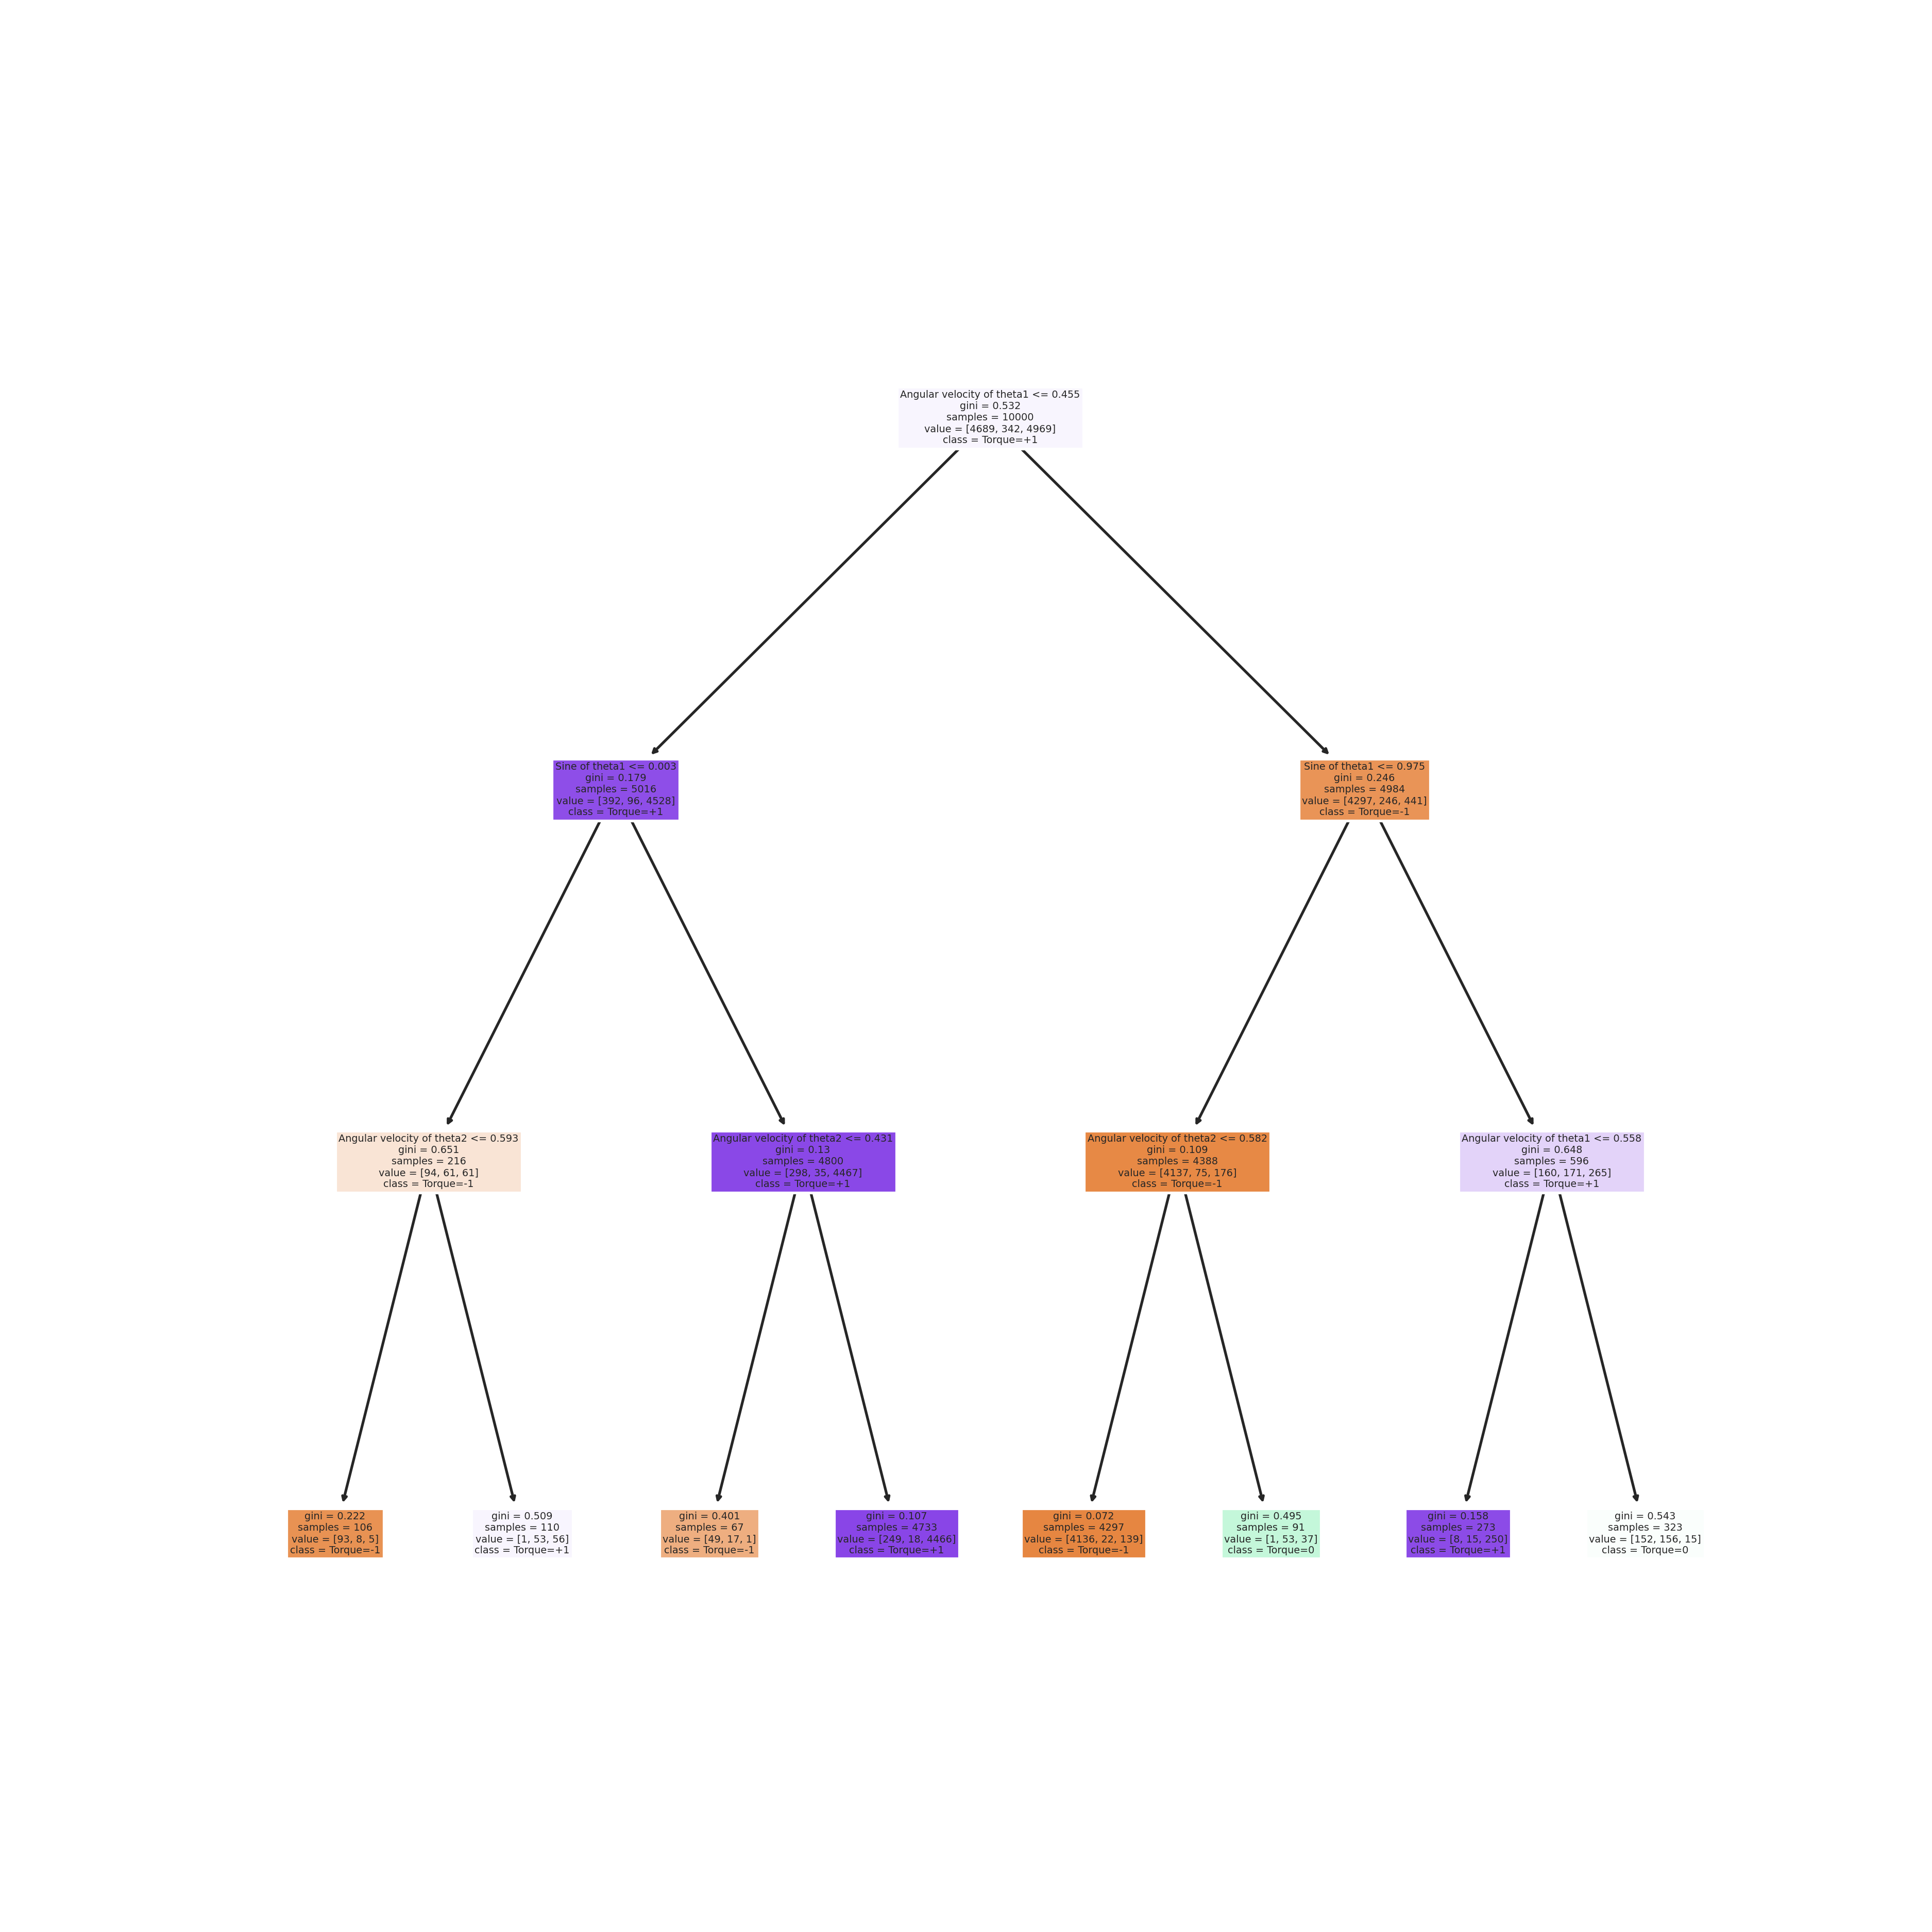 Angular velocity of theta1 <= 0.455
gini = 0.532
samples = 10000
value = [4689, 342, 4969]
class = Torque=+1
Sine of theta1 <= 0.003
gini = 0.179
samples = 5016
value = [392, 96, 4528]
class = Torque=+1
Sine of theta1 <= 0.975
gini = 0.246
samples = 4984
value = [4297, 246, 441]
class = Torque=-1
Angular velocity of theta2 <= 0.593
gini = 0.651
samples = 216
value = [94, 61, 61]
class = Torque=-1
Angular velocity of theta2 <= 0.431
gini = 0.13
samples = 4800
value = [298, 35, 4467]
class = Torque=+1
Angular velocity of theta2 <= 0.582
gini = 0.109
samples = 4388
value = [4137, 75, 176]
class = Torque=-1
Angular velocity of theta1 <= 0.558
gini = 0.648
samples = 596
value = [160, 171, 265]
class = Torque=+1
gini = 0.222
samples = 106
value = [93, 8, 5]
class = Torque=-1
gini = 0.509
samples = 110
value = [1, 53, 56]
class = Torque=+1
gini = 0.401
samples = 67
value = [49, 17, 1]
class = Torque=-1
gini = 0.107
samples = 4733
value = [249, 18, 4466]
class = Torque=+1
gini = 0.072
samples = 4297
value = [4136, 22, 139]
class = Torque=-1
gini = 0.495
samples = 91
value = [1, 53, 37]
class = Torque=0
gini = 0.158
samples = 273
value = [8, 15, 250]
class = Torque=+1
gini = 0.543
samples = 323
value = [152, 156, 15]
class = Torque=0